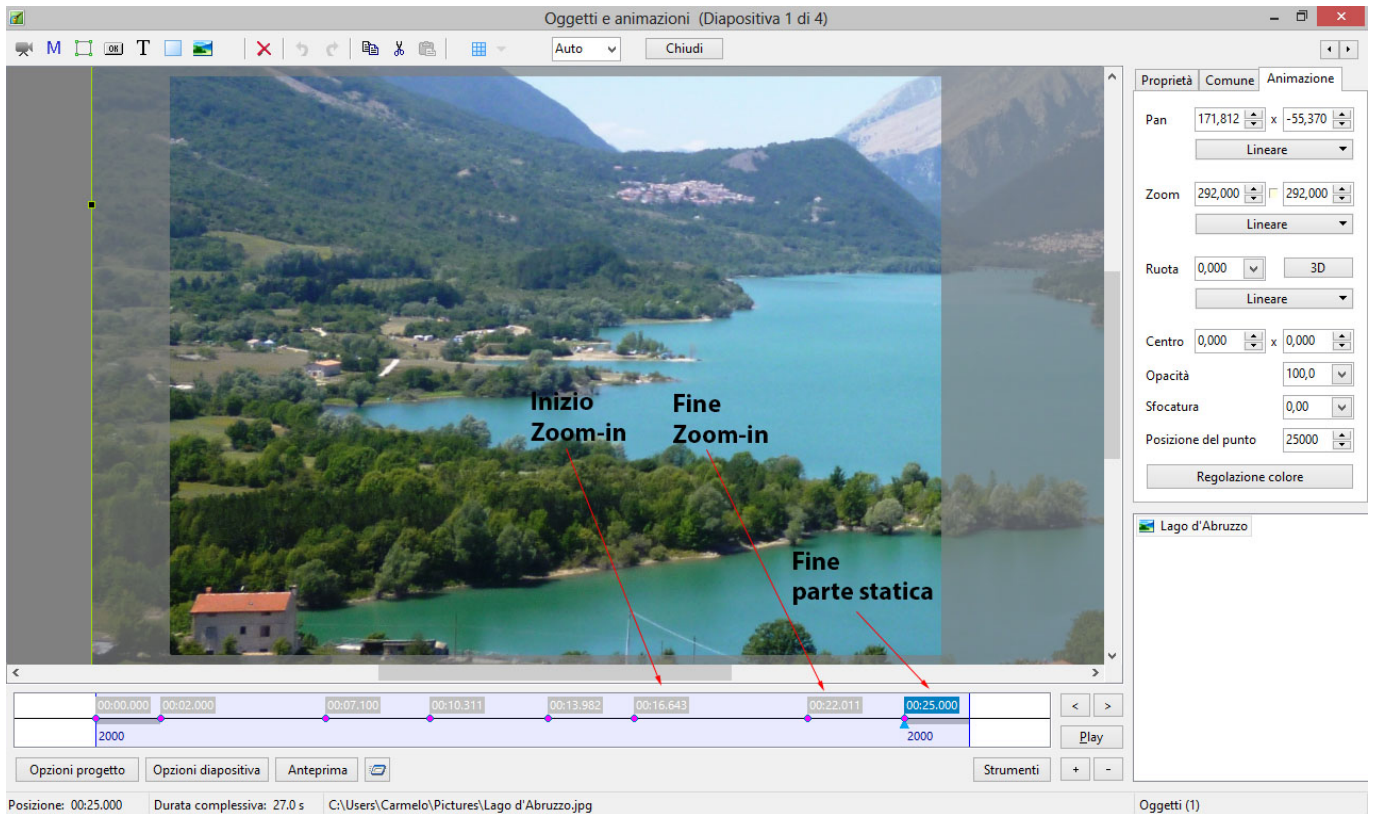 Oggetti e animazioni (Diapositiva 1 di 4)
M OK T Auto Chiudi
Proprietà Comune Animazione
Pan 171,812 x -55,370
Lineare
Zoom 292,000 292,000
Lineare
Ruota 0,000 3D
Lineare
Centro 0,000 x 0,000
Opacità 100,0
Sfocatura 0,00
Posizione del punto 25000
Regolazione colore
Lago d'Abruzzo
Inizio
Zoom-in
Fine
Zoom-in
Fine
parte statica
00:00.000 00:02.000 00:07.100 00:10.311 00:13.982 00:16.643 00:22.011 00:25.000
2000 2000
< >
Play
Opzioni progetto Opzioni diapositiva Anteprima Strumenti + -
Posizione: 00:25.000 Durata complessiva: 27.0 s C:\Users\Carmelo\Pictures\Lago d'Abruzzo.jpg Oggetti (1)